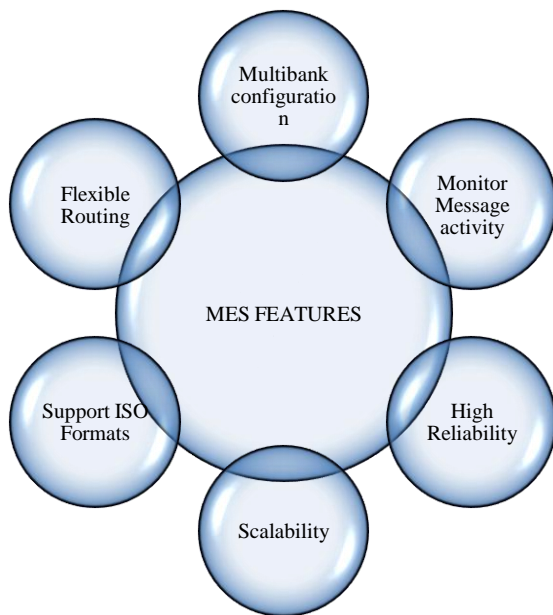 Multibank
configuratio
n
Monitor
Message
activity
High
Reliability
Scalability
Support ISO
Formats
Flexible
Routing
MES FEATURES